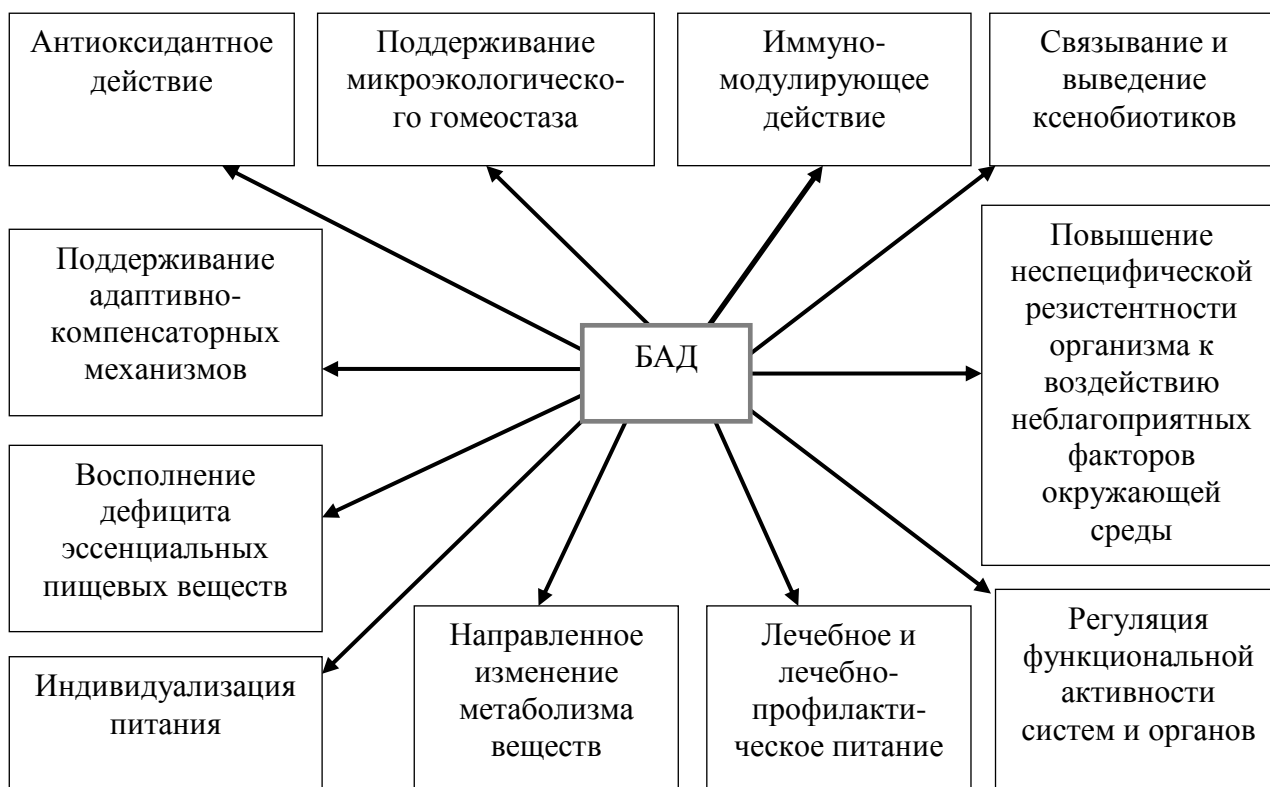 Антиоксидантное
действие
Поддерживание
микроэкологическо-
го гомеостаза
Иммуно-
модулирующее
действие
Связывание и
выведение
ксенобиотиков
Поддерживание
адаптивно-
компенсаторных
механизмов
БАД
Повышение
неспецифической
резистентности
организма к
воздействию
неблагоприятных
факторов
окружающей
среды
Восполнение
дефицита
эссенциальных
пищевых веществ
Индивидуализация
питания
Направленное
изменение
метаболизма
веществ
Лечебное и
лечебно-
профилакти-
ческое питание
Регуляция
функциональной
активности
систем и органов